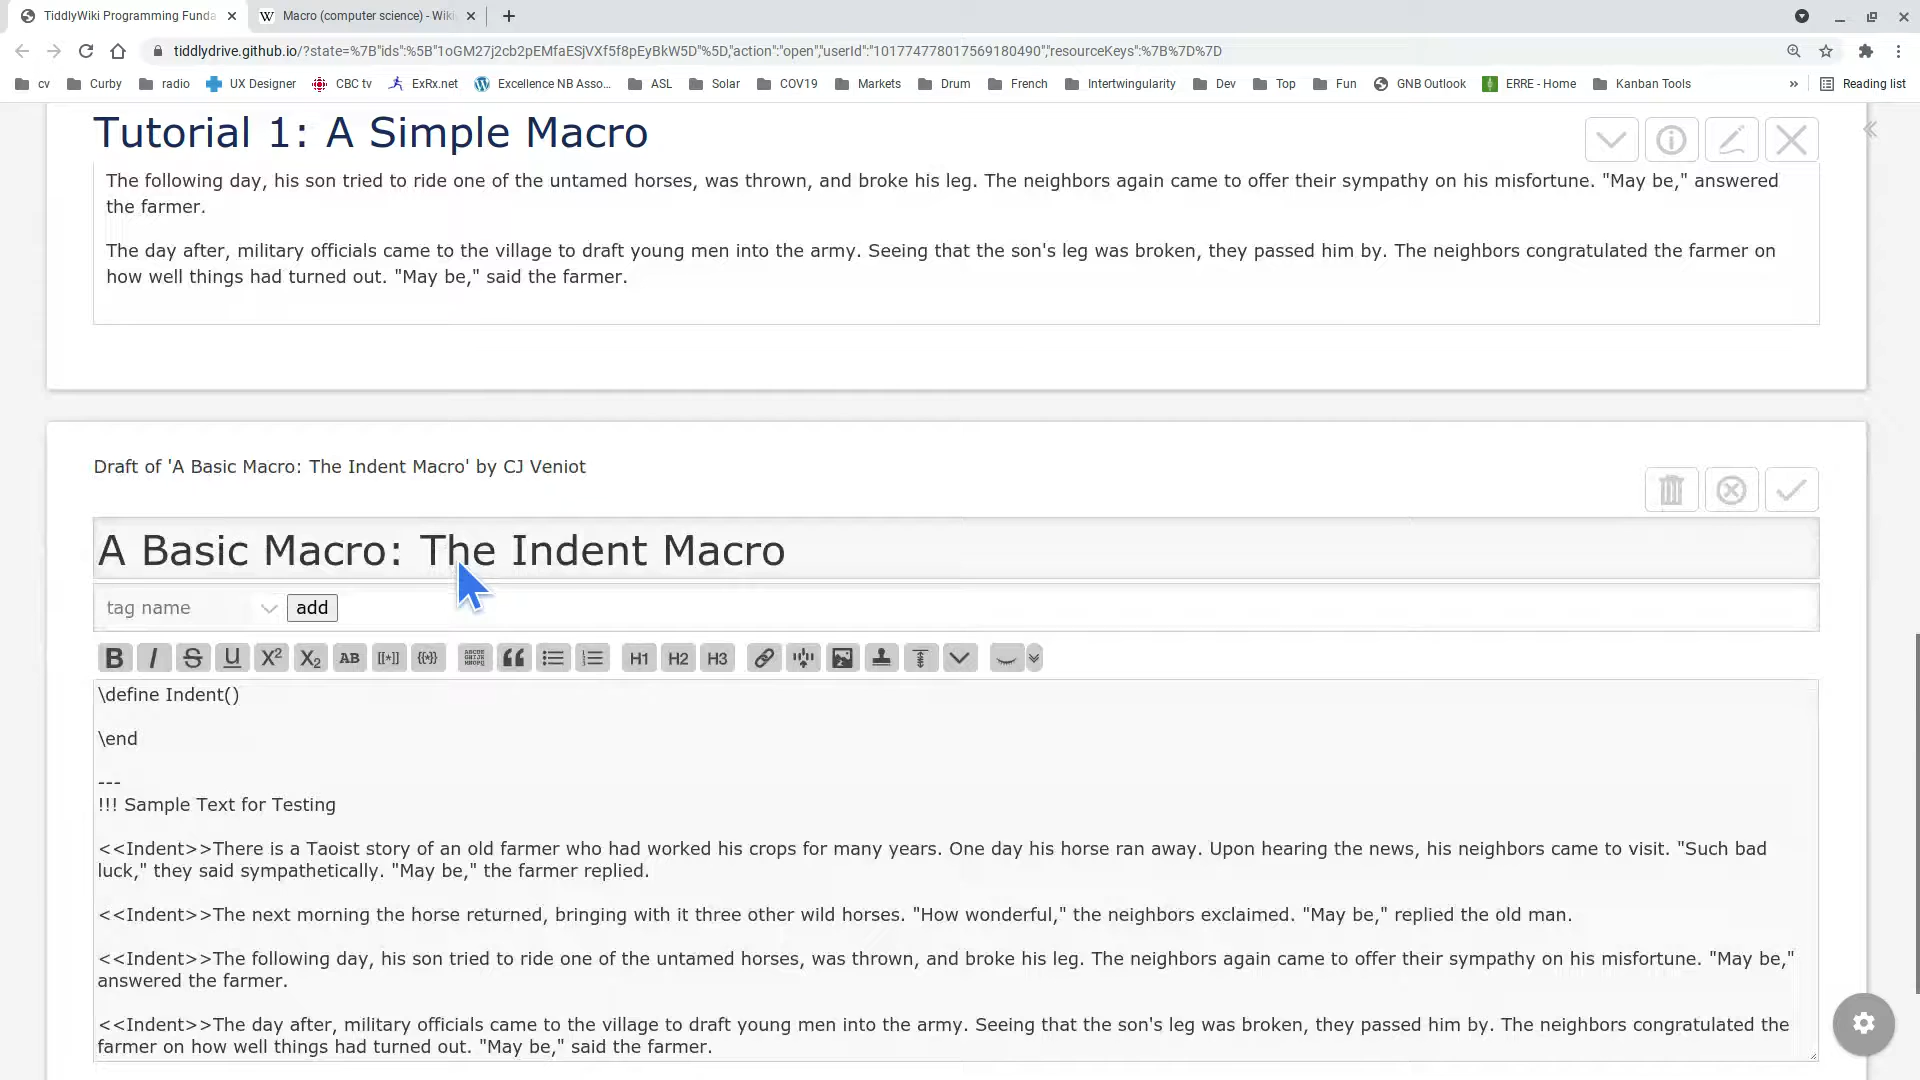 TiddlyWiki Programming Funda
Macro (computer science) - Wiki
tiddlydrive.github.io/?state=%7B"ids":%5B"1oGM27j2cb2pEMfaESjVXf5f8pEyBkW5D"%5D,"action":"open","userId":"101774778017569180490","resourceKeys":%7B%7D%7D
cv Curby radio UX Designer CBC tv ExRx.net Excellence NB Asso... ASL Solar COV19 Markets Drum French Intertwingularity Dev Top Fun GNB Outlook ERRE - Home Kanban Tools » Reading list
Tutorial 1: A Simple Macro
The following day, his son tried to ride one of the untamed horses, was thrown, and broke his leg. The neighbors again came to offer their sympathy on his misfortune. "May be," answered
the farmer.
The day after, military officials came to the village to draft young men into the army. Seeing that the son's leg was broken, they passed him by. The neighbors congratulated the farmer on
how well things had turned out. "May be," said the farmer.
Draft of 'A Basic Macro: The Indent Macro' by CJ Veniot
A Basic Macro: The Indent Macro
tag name add
B I S U X² X₂ AB [[*]] {{*}} H1 H2 H3
\define Indent()
\end
---
!!! Sample Text for Testing
<<Indent>>There is a Taoist story of an old farmer who had worked his crops for many years. One day his horse ran away. Upon hearing the news, his neighbors came to visit. "Such bad
luck," they said sympathetically. "May be," the farmer replied.
<<Indent>>The next morning the horse returned, bringing with it three other wild horses. "How wonderful," the neighbors exclaimed. "May be," replied the old man.
<<Indent>>The following day, his son tried to ride one of the untamed horses, was thrown, and broke his leg. The neighbors again came to offer their sympathy on his misfortune. "May be,"
answered the farmer.
<<Indent>>The day after, military officials came to the village to draft young men into the army. Seeing that the son's leg was broken, they passed him by. The neighbors congratulated the
farmer on how well things had turned out. "May be," said the farmer.